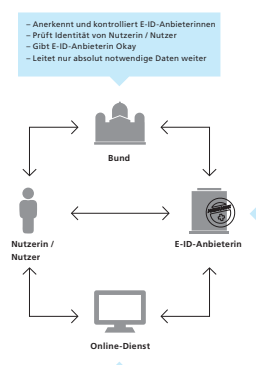 – Anerkennt und kontrolliert E-ID-Anbieterinnen
– Prüft Identität von Nutzerin / Nutzer
– Gibt E-ID-Anbieterin Okay
– Leitet nur absolut notwendige Daten weiter
Bund
Nutzerin /
Nutzer
E-ID-Anbieterin
Online-Dienst